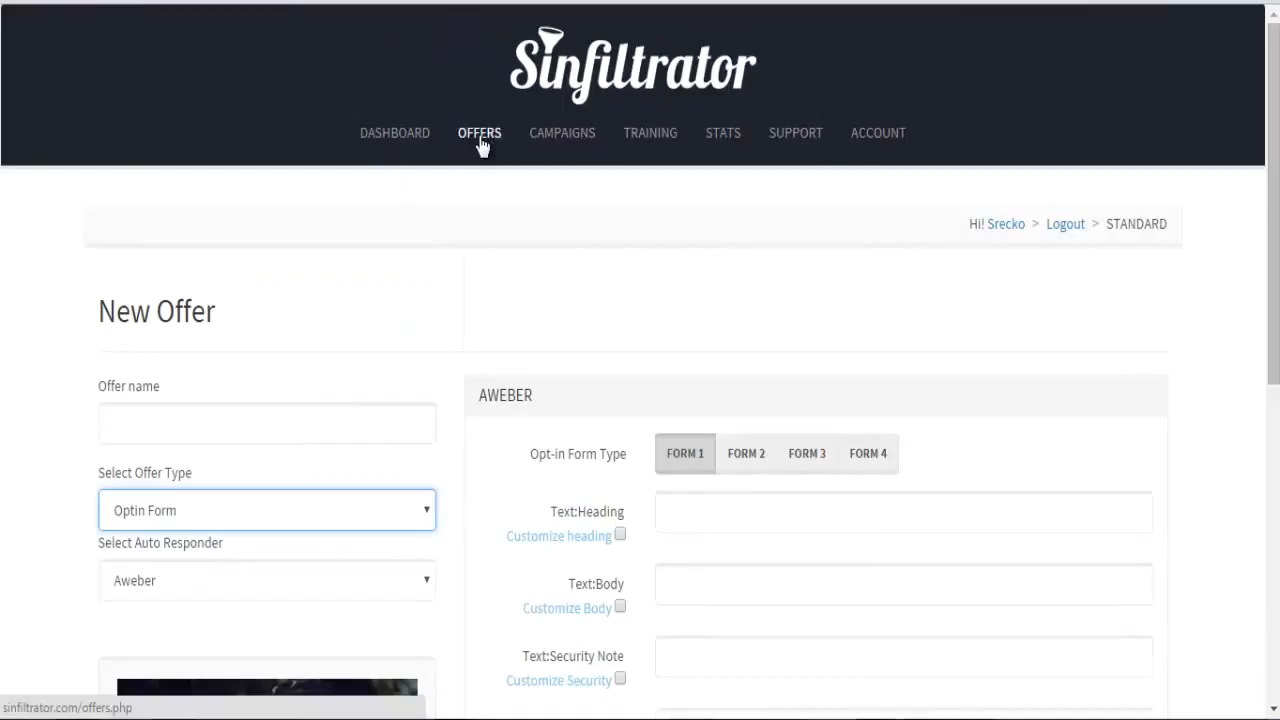 Sinfiltrator
DASHBOARD OFFERS CAMPAIGNS TRAINING STATS SUPPORT ACCOUNT
Hi! Srecko > Logout > STANDARD
New Offer
Offer name
Select Offer Type
Optin Form
Select Auto Responder
Aweber
AWEBER
Opt-in Form Type FORM 1 FORM 2 FORM 3 FORM 4
Text:Heading
Customize heading
Text:Body
Customize Body
Text:Security Note
Customize Security
sinfiltrator.com/offers.php